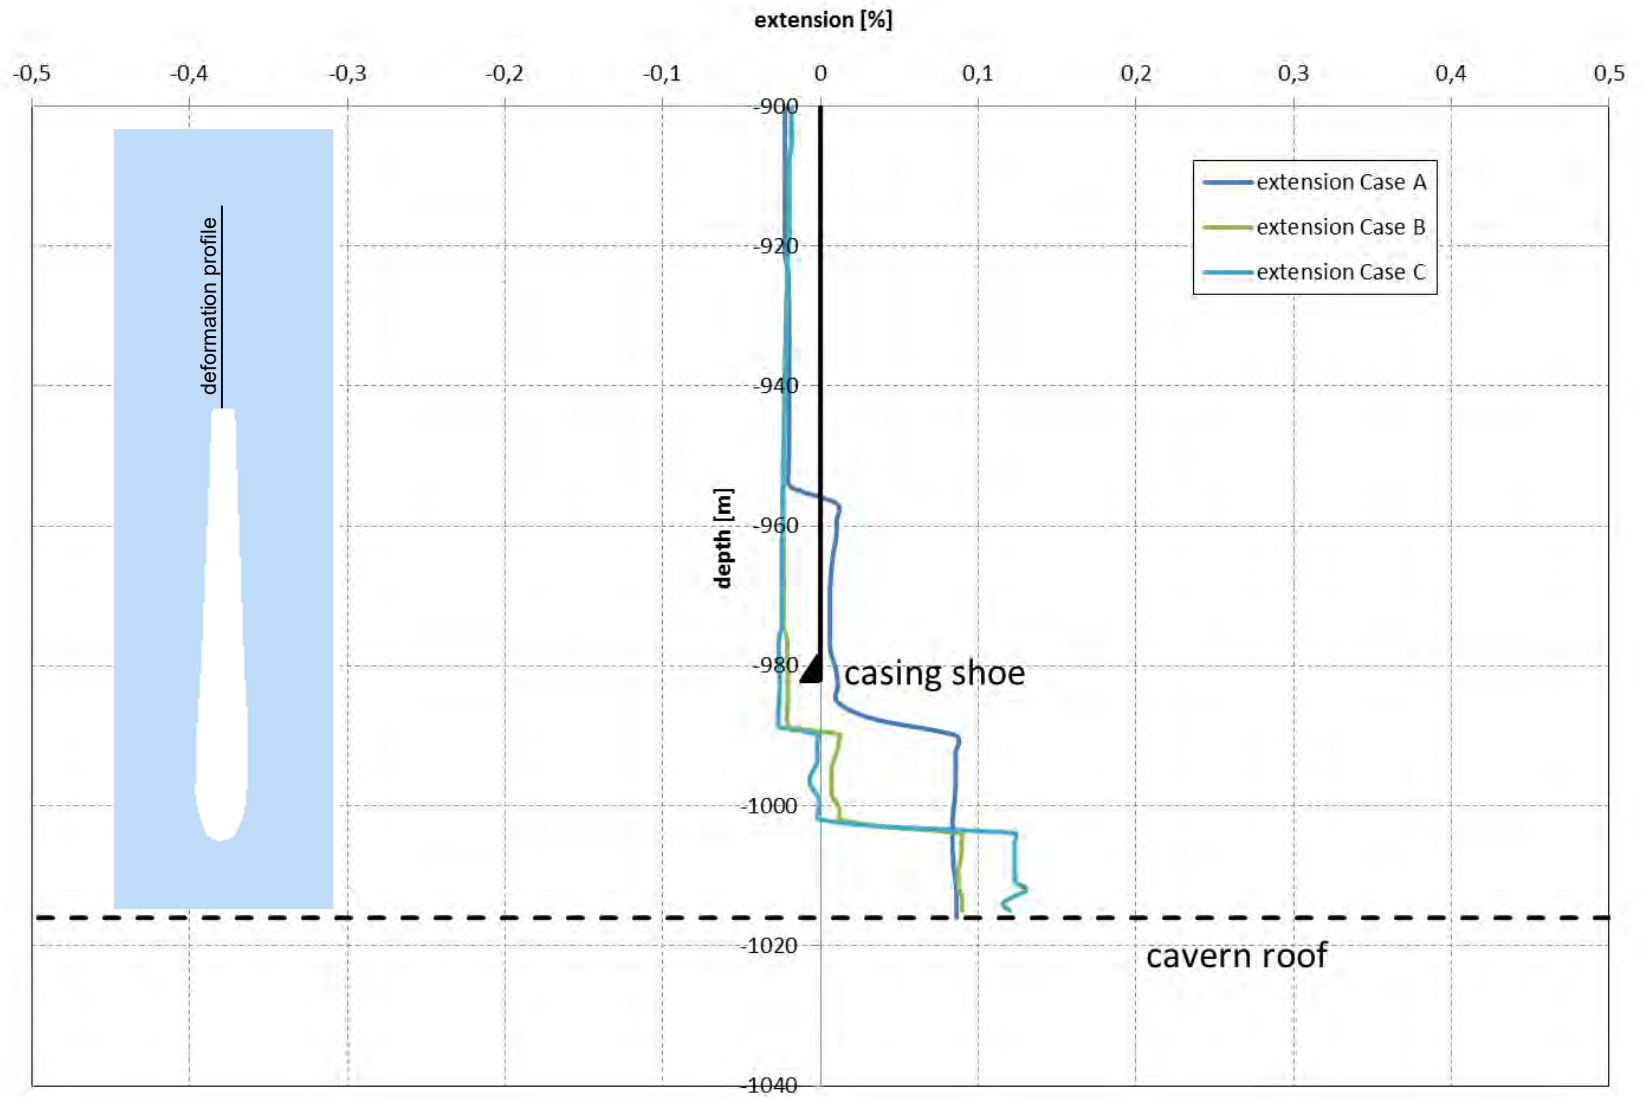 extension [%]
-0,5 -0,4 -0,3 -0,2 -0,1 0 0,1 0,2 0,3 0,4 0,5
-900
extension Case A
extension Case B
extension Case C
-920
deformation profile
-940
depth [m]
-960
-980
casing shoe
-1000
-1020
cavern roof
-1040